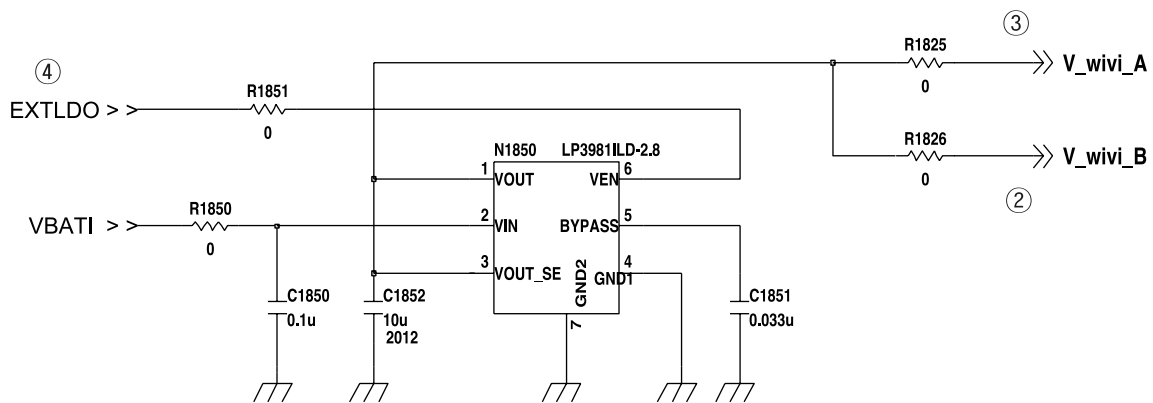 ③
R1825
0
V_wivi_A
④
EXTLDO
R1851
0
R1826
0
V_wivi_B
②
N1850 LP3981ILD-2.8
1 VOUT
VEN 6
VBATI
R1850
0
2 VIN
BYPASS 5
3 VOUT_SE
GND1 4
GND2
7
C1850
0.1u
C1852
10u
2012
C1851
0.033u